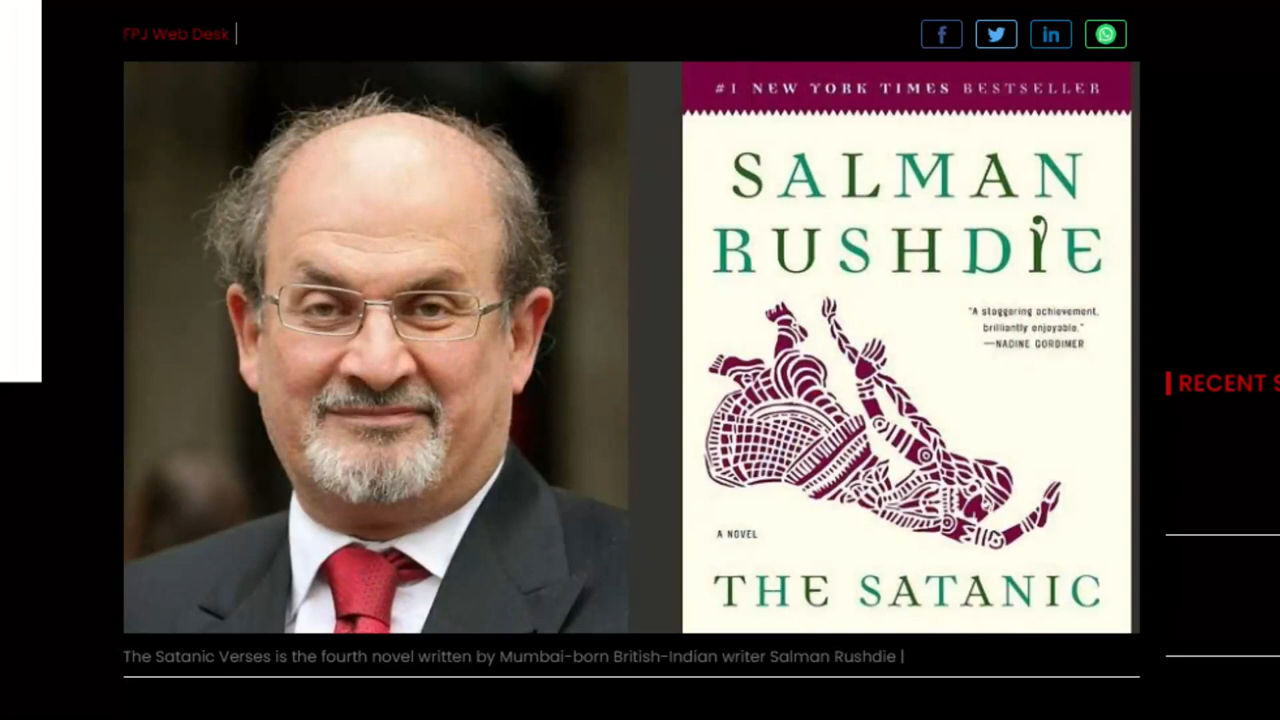 FPJ Web Desk
#1 NEW YORK TIMES BESTSELLER
SALMAN
RUSHDIE
"A staggering achievement,
brilliantly enjoyable."
—NADINE GORDIMER
A NOVEL
THE SATANIC
The Satanic Verses is the fourth novel written by Mumbai-born British-Indian writer Salman Rushdie |
RECENT